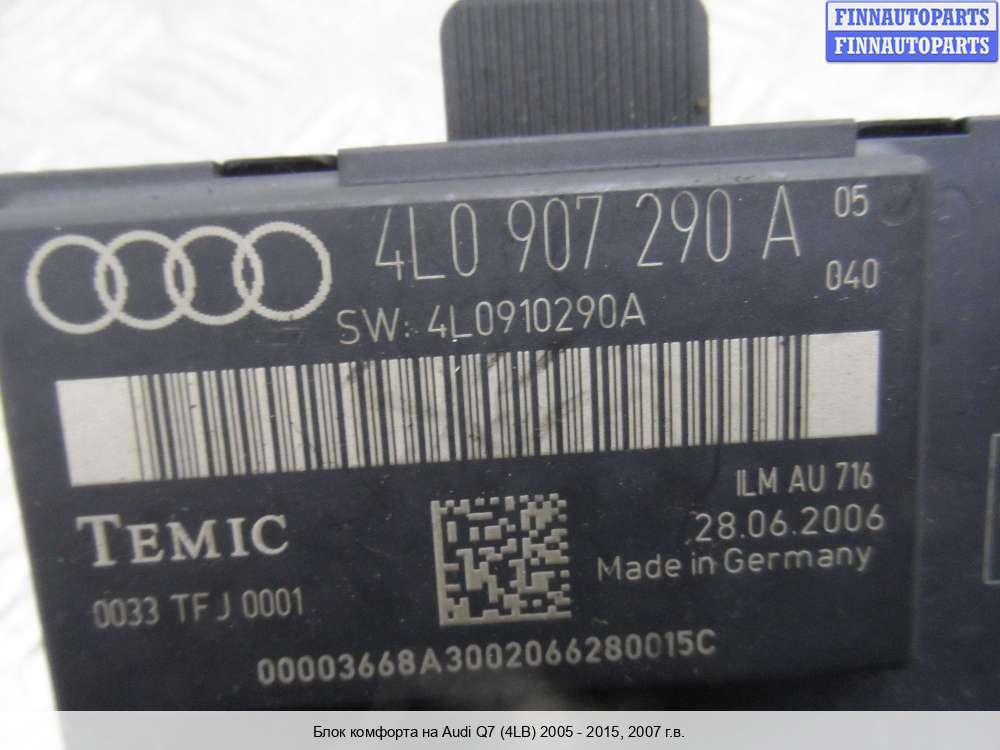 FINNAUTOPARTS
FINNAUTOPARTS
4L0 907 290 A 05
040
SW: 4L0910290A
ILM AU 716
28.06.2006
TEMIC
Made in Germany
0033 TFJ 0001
00003668A3002066280015C
Блок комфорта на Audi Q7 (4LB) 2005 - 2015, 2007 г.в.